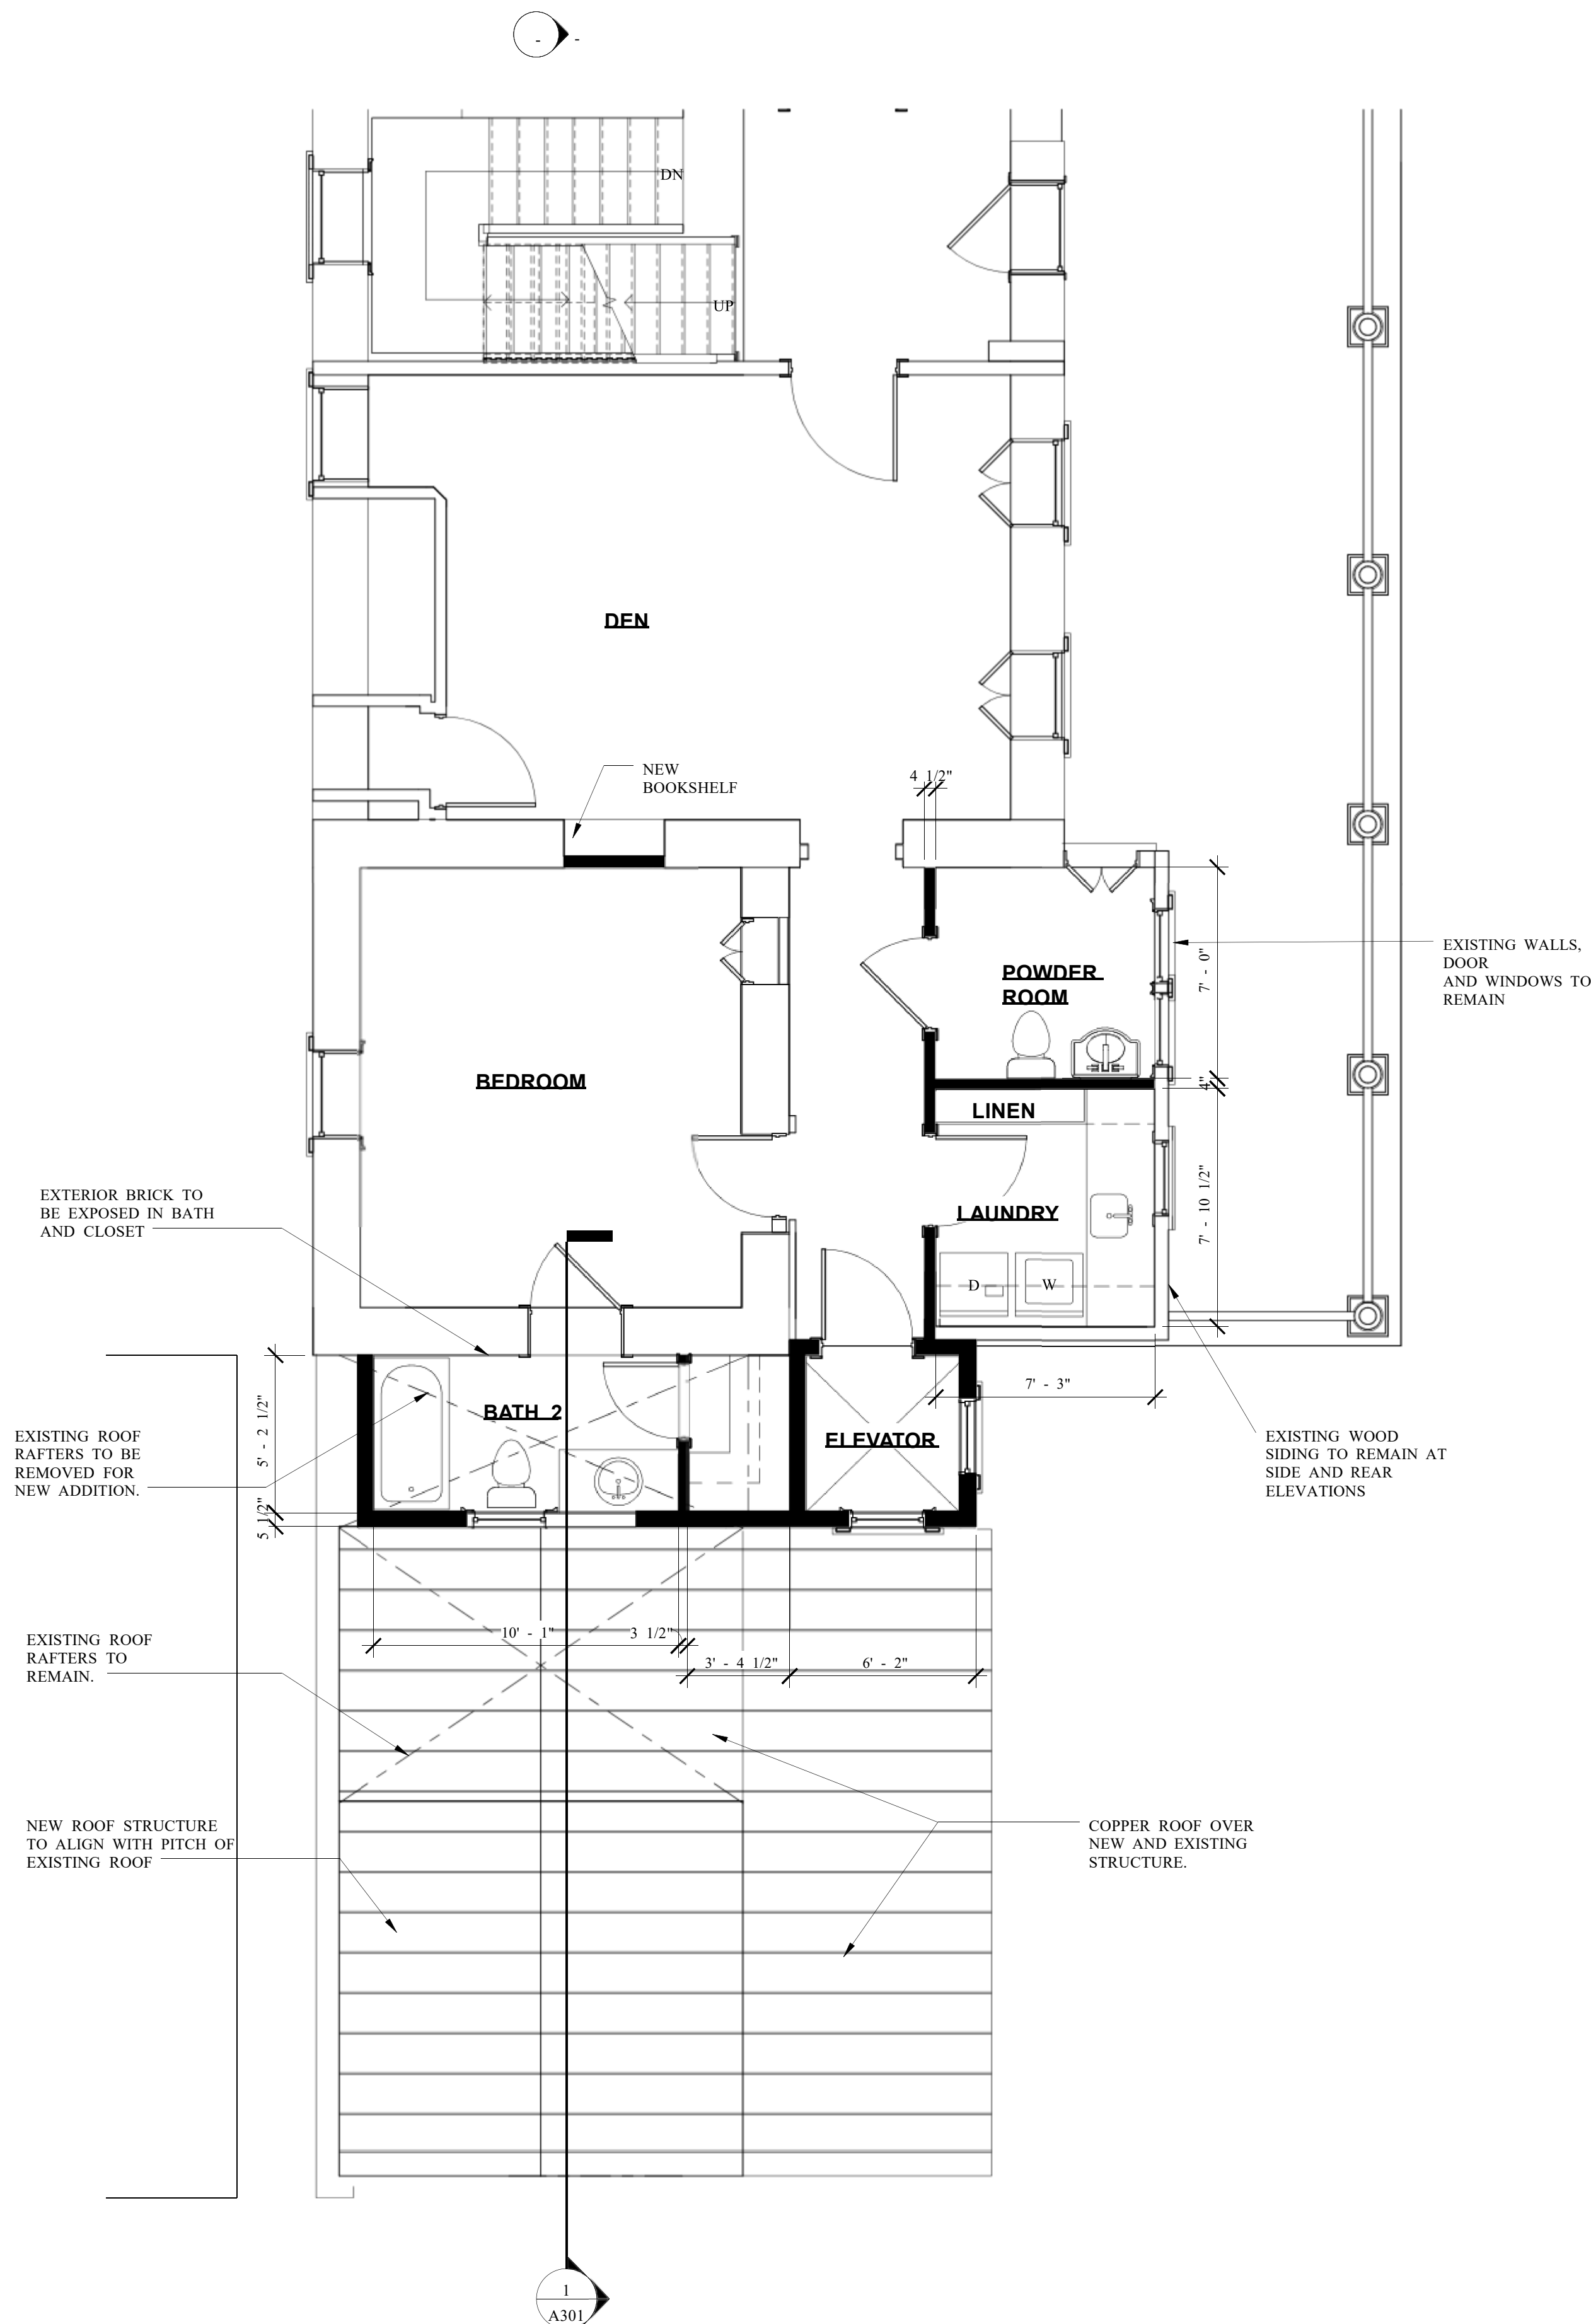 - -
DN
UP
DEN
NEW
BOOKSHELF
4 1/2"
POWDER
ROOM
7' - 0"
EXISTING WALLS,
DOOR
AND WINDOWS TO
REMAIN
BEDROOM
4"
LINEN
EXTERIOR BRICK TO
BE EXPOSED IN BATH
AND CLOSET
LAUNDRY
7' - 10 1/2"
D
W
7' - 3"
BATH 2
ELEVATOR
5' - 2 1/2"
EXISTING ROOF
RAFTERS TO BE
REMOVED FOR
NEW ADDITION.
EXISTING WOOD
SIDING TO REMAIN AT
SIDE AND REAR
ELEVATIONS
5 1/2"
10' - 1"
3 1/2"
3' - 4 1/2"
6' - 2"
EXISTING ROOF
RAFTERS TO
REMAIN.
NEW ROOF STRUCTURE
TO ALIGN WITH PITCH OF
EXISTING ROOF
COPPER ROOF OVER
NEW AND EXISTING
STRUCTURE.
1
A301